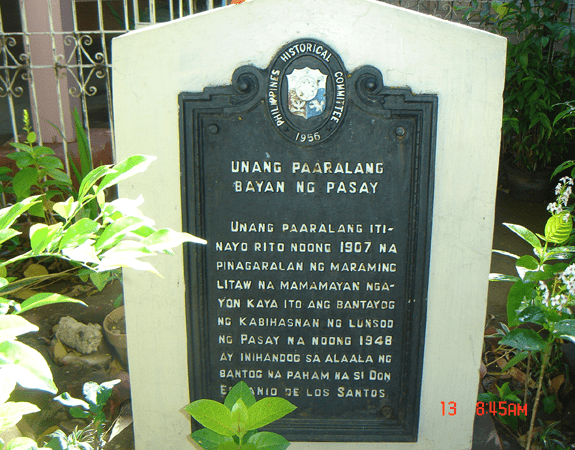 PHILIPPINES HISTORICAL COMMITTEE
1956
UNANG PAARALANG
BAYAN NG PASAY
UNANG PAARALANG ITI-
NAYO RITO NOONG 1907 NA
PINAGARALAN NG MARAMING
LITAW NA MAMAMAYAN NGA-
YON KAYA ITO ANG BANTAYOG
NG KABIHASNAN NG LUNSOD
NG PASAY NA NOONG 1948
AY INIHANDOG SA ALAALA NG
BANTOG NA PAHAM NA SI DON
DE LOS SANTOS
13 8:45AM